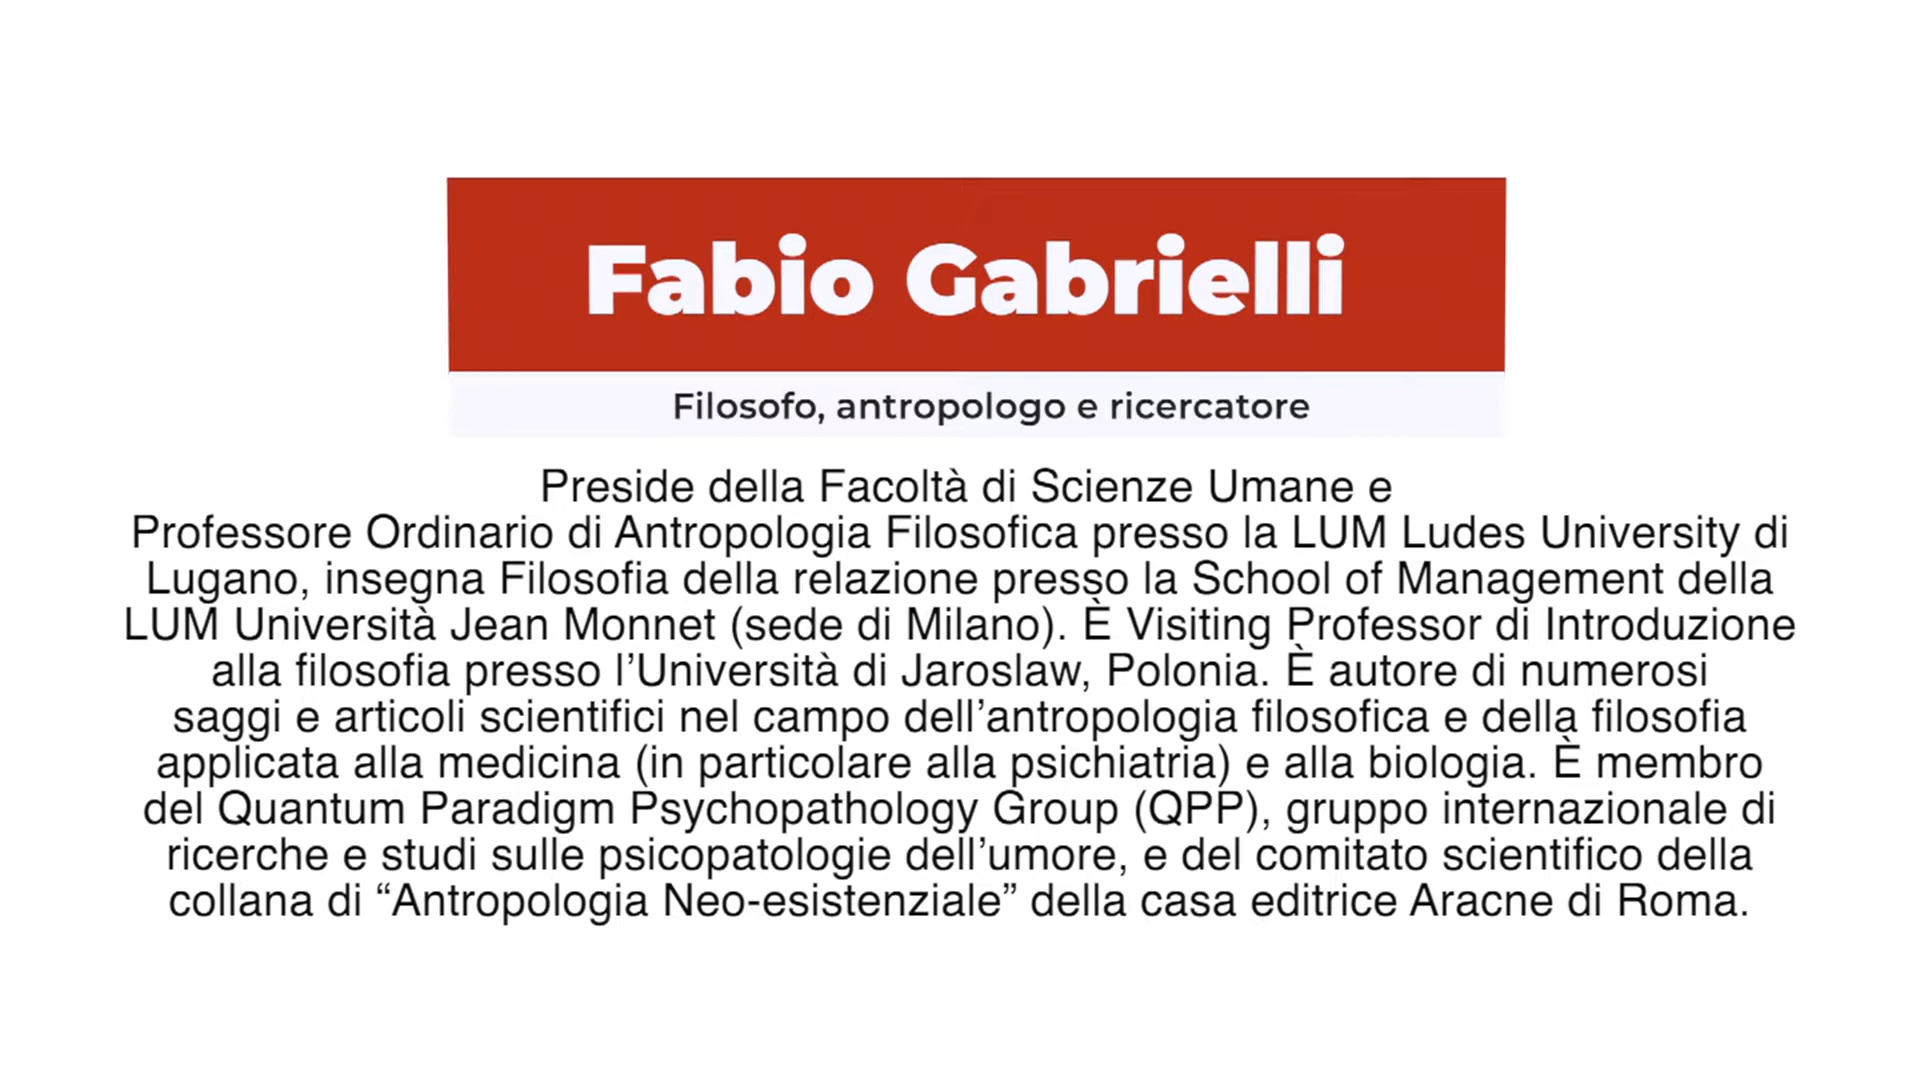 Fabio Gabrielli
Filosofo, antropologo e ricercatore
Preside della Facoltà di Scienze Umane e
Professore Ordinario di Antropologia Filosofica presso la LUM Ludes University di
Lugano, insegna Filosofia della relazione presso la School of Management della
LUM Università Jean Monnet (sede di Milano). È Visiting Professor di Introduzione
alla filosofia presso l’Università di Jaroslaw, Polonia. È autore di numerosi
saggi e articoli scientifici nel campo dell’antropologia filosofica e della filosofia
applicata alla medicina (in particolare alla psichiatria) e alla biologia. È membro
del Quantum Paradigm Psychopathology Group (QPP), gruppo internazionale di
ricerche e studi sulle psicopatologie dell’umore, e del comitato scientifico della
collana di “Antropologia Neo-esistenziale” della casa editrice Aracne di Roma.